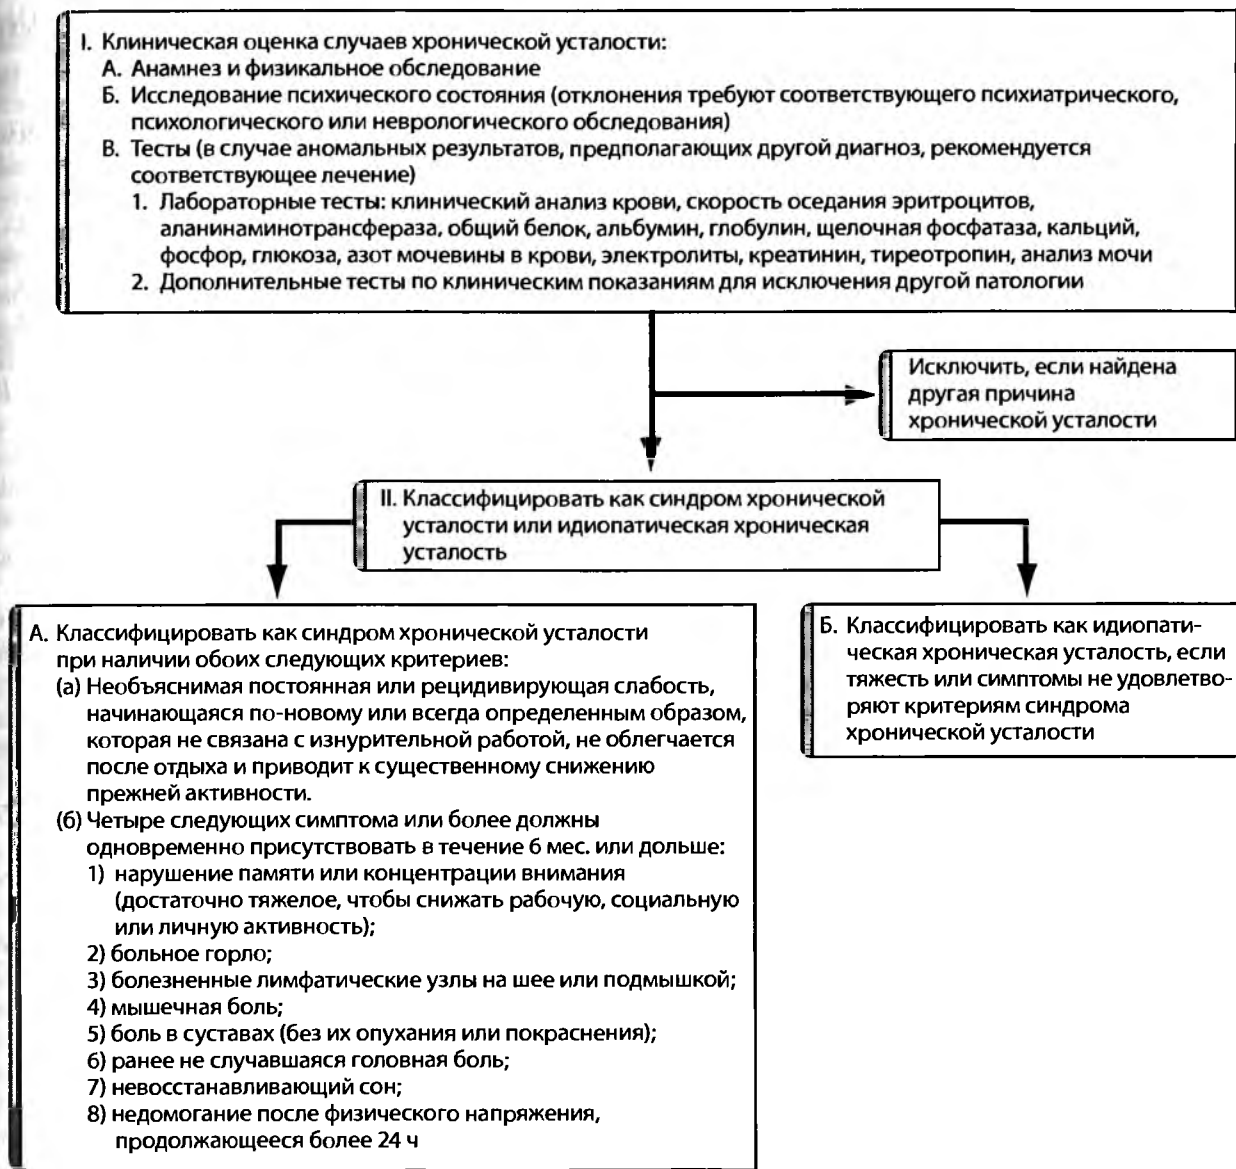 I. Клиническая оценка случаев хронической усталости:
А. Анамнез и физикальное обследование
Б. Исследование психического состояния (отклонения требуют соответствующего психиатрического,
психологического или неврологического обследования)
В. Тесты (в случае аномальных результатов, предполагающих другой диагноз, рекомендуется
соответствующее лечение)
1. Лабораторные тесты: клинический анализ крови, скорость оседания эритроцитов,
аланинаминотрансфераза, общий белок, альбумин, глобулин, щелочная фосфатаза, кальций,
фосфор, глюкоза, азот мочевины в крови, электролиты, креатинин, тиреотропин, анализ мочи
2. Дополнительные тесты по клиническим показаниям для исключения другой патологии
Исключить, если найдена
другая причина
хронической усталости
II. Классифицировать как синдром хронической
усталости или идиопатическая хроническая
усталость
А. Классифицировать как синдром хронической усталости
при наличии обоих следующих критериев:
(а) Необъяснимая постоянная или рецидивирующая слабость,
начинающаяся по-новому или всегда определенным образом,
которая не связана с изнурительной работой, не облегчается
после отдыха и приводит к существенному снижению
прежней активности.
(б) Четыре следующих симптома или более должны
одновременно присутствовать в течение 6 мес. или дольше:
1) нарушение памяти или концентрации внимания
(достаточно тяжелое, чтобы снижать рабочую, социальную
или личную активность);
2) больное горло;
3) болезненные лимфатические узлы на шее или подмышкой;
4) мышечная боль;
5) боль в суставах (без их опухания или покраснения);
6) ранее не случавшаяся головная боль;
7) невосстанавливающий сон;
8) недомогание после физического напряжения,
продолжающееся более 24 ч
Б. Классифицировать как идиопати-
ческая хроническая усталость, если
тяжесть или симптомы не удовлетво-
ряют критериям синдрома
хронической усталости